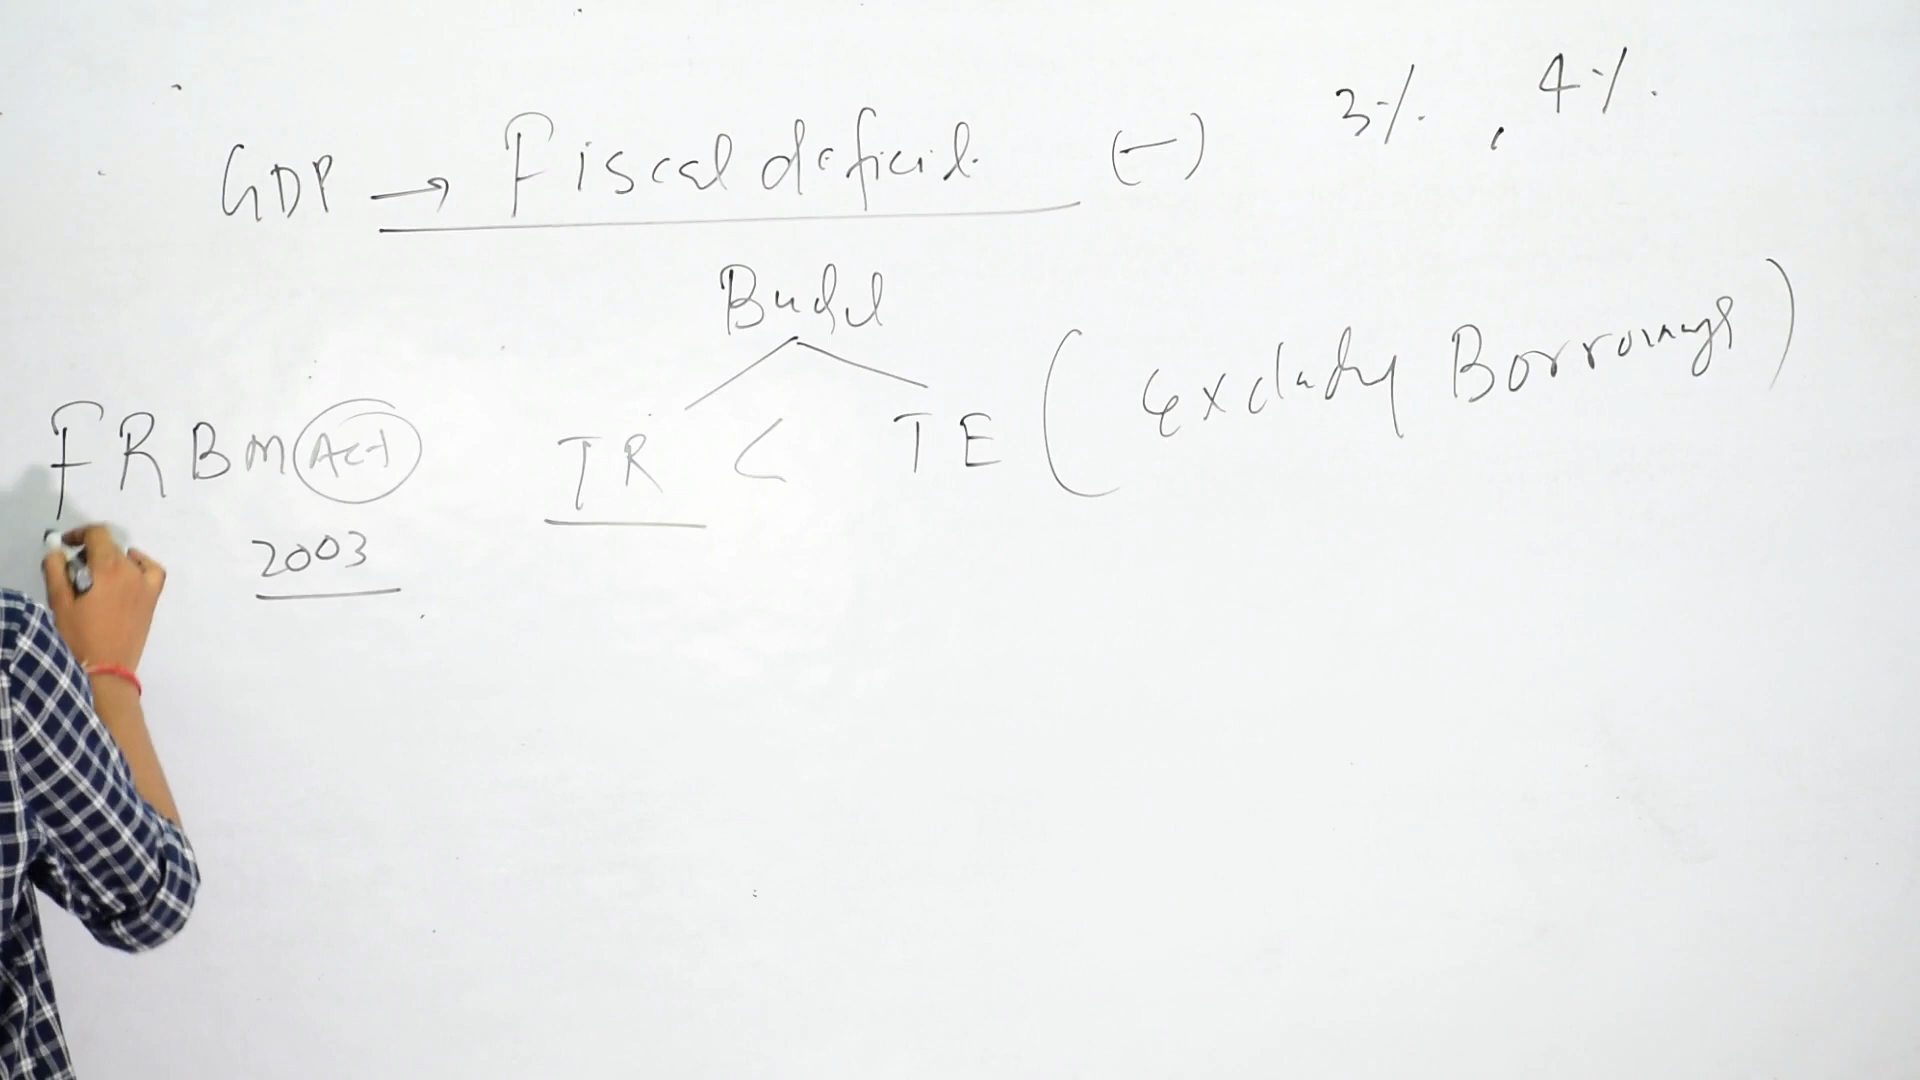 GDP → Fiscal deficit (-) 3% , 4%.
Budget
FRBM Act TR < TE (Excluding Borrowings)
2003